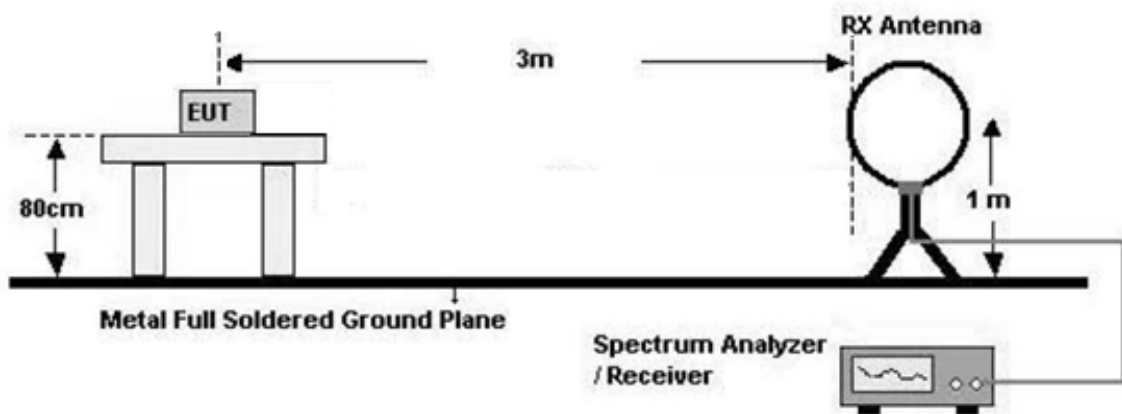 RX Antenna
3m
EUT
80cm
1 m
Metal Full Soldered Ground Plane
Spectrum Analyzer
/ Receiver